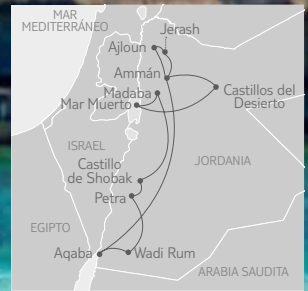 MAR
MEDITERRÁNEO
Jerash
Ajloun
Ammán
Madaba
Mar Muerto
Castillos del
Desierto
ISRAEL
Castillo
de Shobak
JORDANIA
Petra
EGIPTO
Aqaba
Wadi Rum
ARABIA SAUDITA